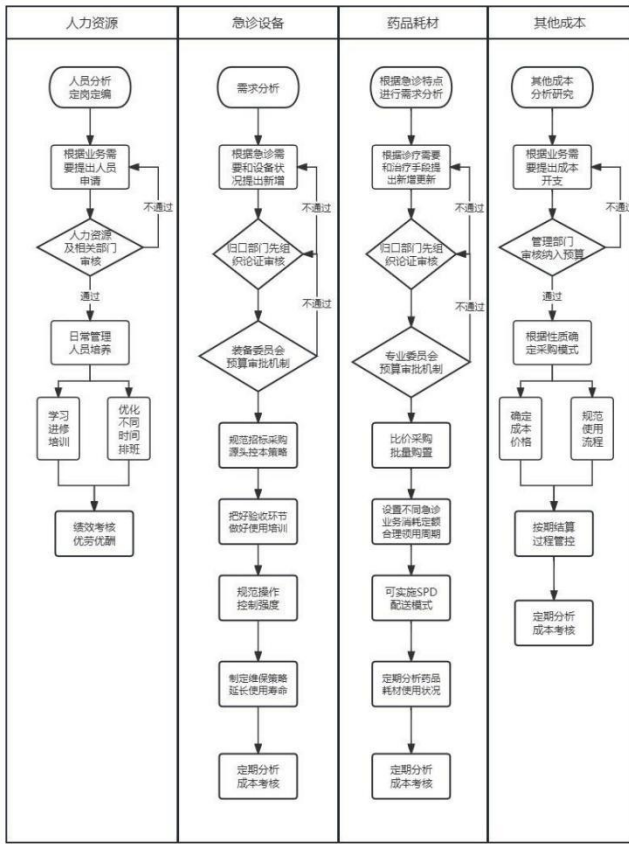 人力资源
人员分析
定岗定编
根据业务需
要提出人员
申请
不通过
人力资源
及相关部门
审核
通过
日常管理
人员培养
学习
进修
培训
优化
不同
时间
排班
绩效考核
优劳优酬
急诊设备
需求分析
根据急诊需
要和设备状
况提出新增
不通过
归口部门先组
织论证审核
不通过
装备委员会
预算审批机制
规范招标采购
源头控本策略
把好验收环节
做好使用培训
规范操作
控制强度
制定维保策略
延长使用寿命
定期分析
成本考核
药品耗材
根据急诊特点
进行需求分析
根据诊疗需要
和治疗手段提
出新增更新
不通过
归口部门先组
织论证审核
不通过
专业委员会
预算审批机制
比价采购
批量购置
设置不同急诊
业务消耗定额
合理领用周期
可实施SPD
配送模式
定期分析药品
耗材使用状况
定期分析
成本考核
其他成本
其他成本
分析研究
根据业务需
要提出成本
开支
不通过
管理部门
审核纳入预算
通过
根据性质确
定采购模式
确定
成本
价格
规范
使用
流程
按期结算
过程管控
定期分析
成本考核